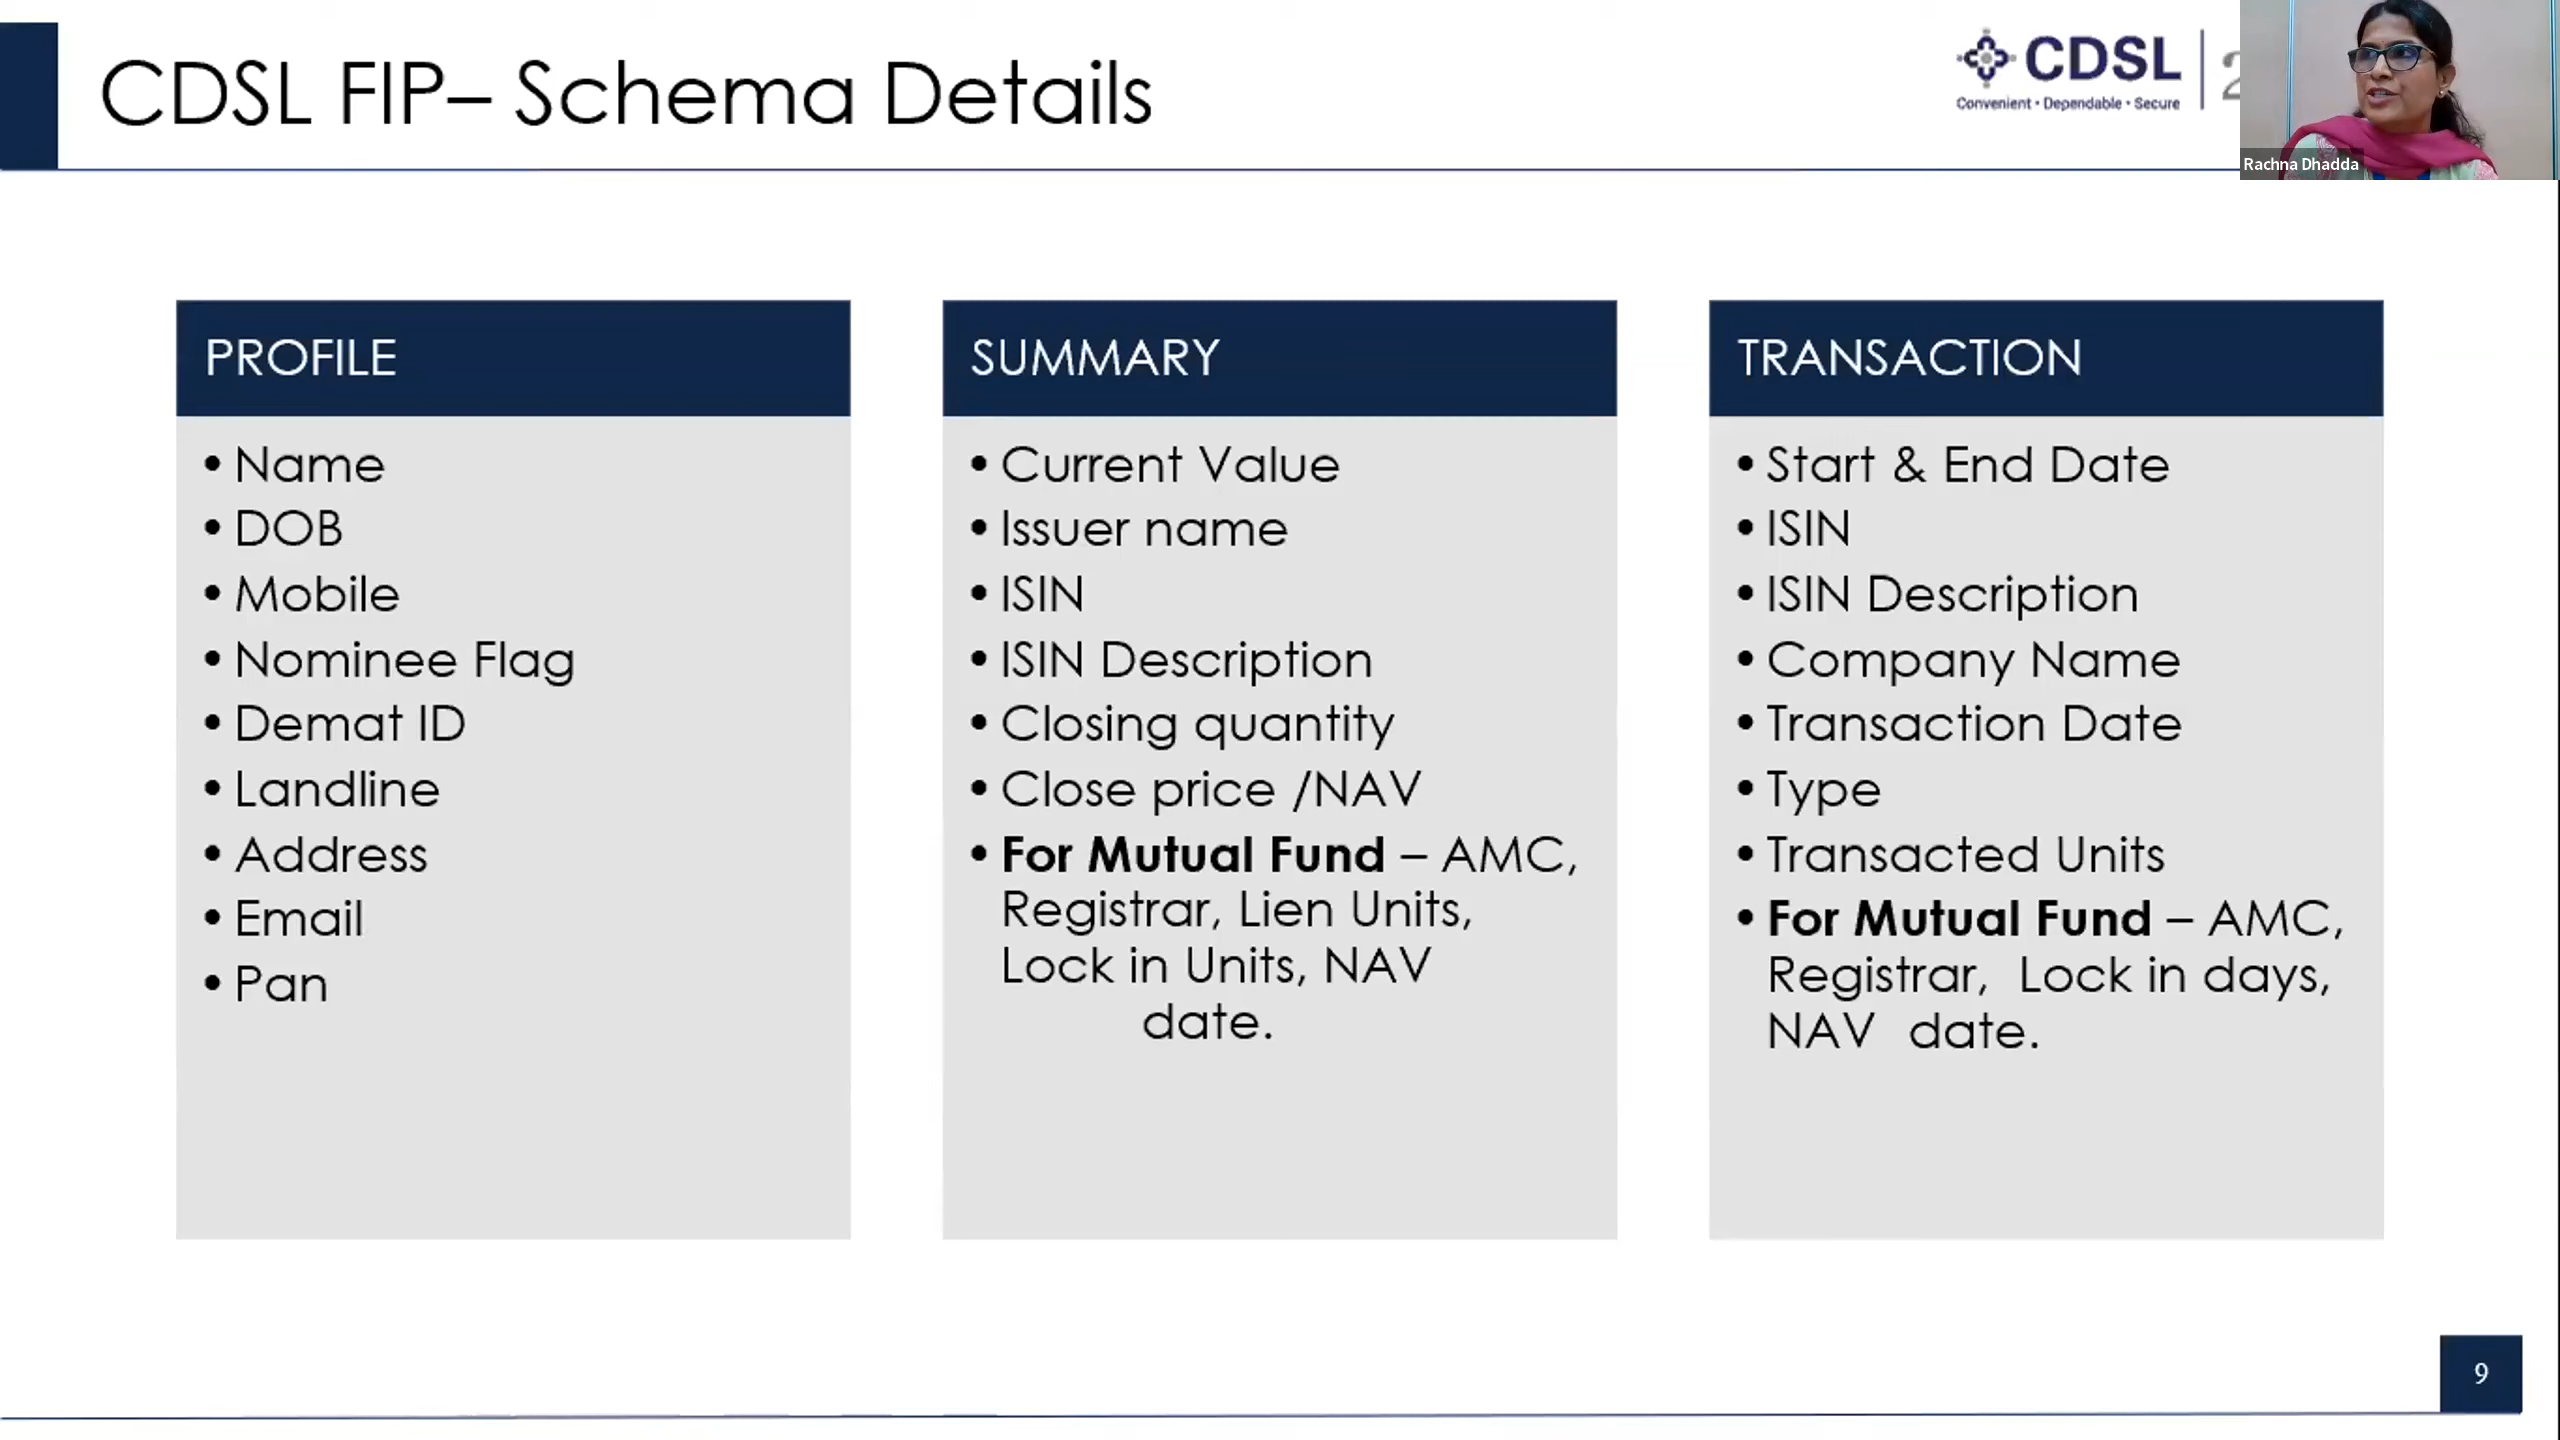 CDSL FIP– Schema Details
CDSL
Convenient • Dependable • Secure
Rachna Dhadda
PROFILE
• Name
• DOB
• Mobile
• Nominee Flag
• Demat ID
• Landline
• Address
• Email
• Pan
SUMMARY
• Current Value
• Issuer name
• ISIN
• ISIN Description
• Closing quantity
• Close price /NAV
• For Mutual Fund – AMC,
Registrar, Lien Units,
Lock in Units, NAV
date.
TRANSACTION
• Start & End Date
• ISIN
• ISIN Description
• Company Name
• Transaction Date
• Type
• Transacted Units
• For Mutual Fund – AMC,
Registrar, Lock in days,
NAV date.
9